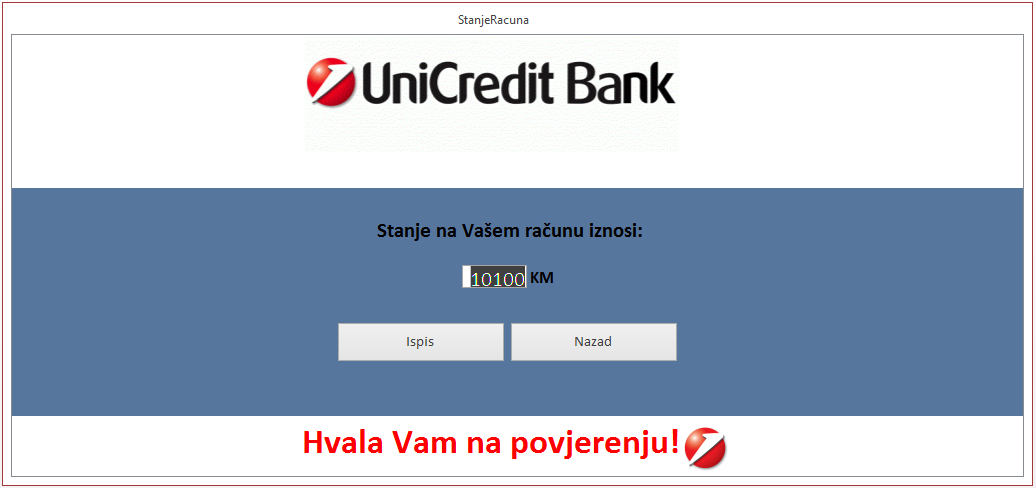 StanjeRacuna
UniCredit Bank
Stanje na Vašem računu iznosi:
10100 KM
Ispis Nazad
Hvala Vam na povjerenju!